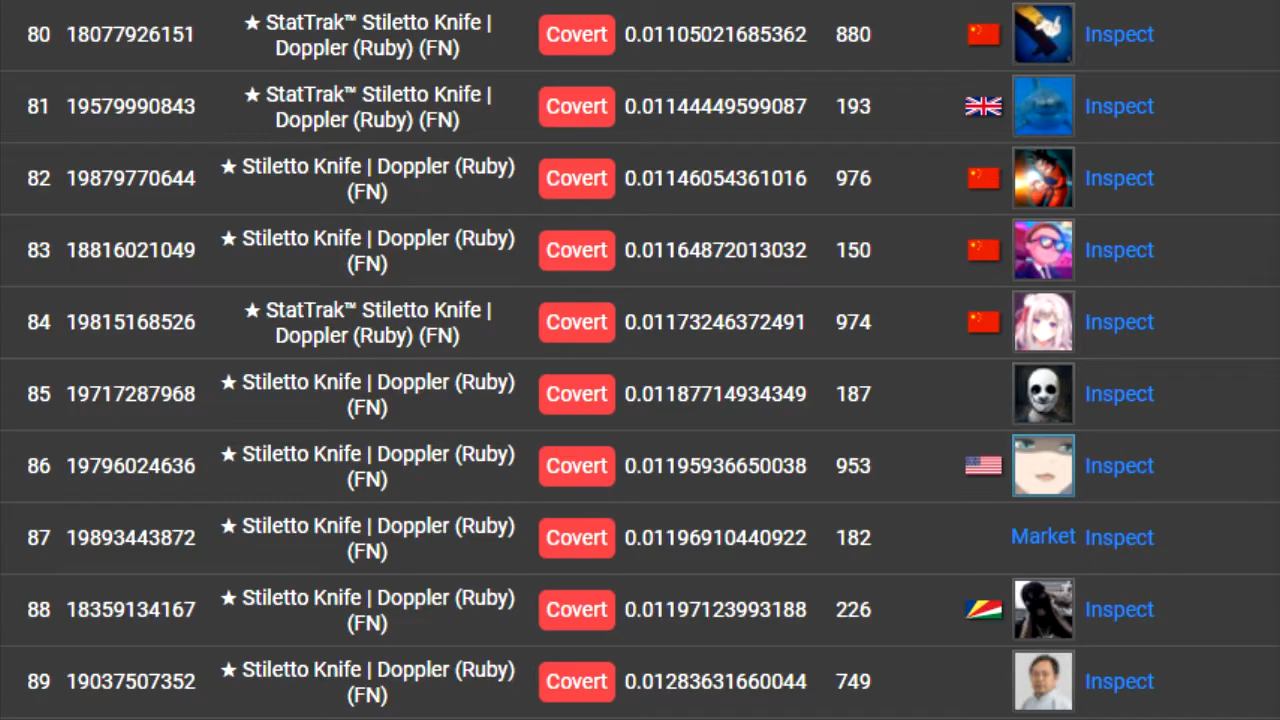 80 18077926151 ★ StatTrak™ Stiletto Knife | Doppler (Ruby) (FN) Covert 0.01105021685362 880 Inspect
81 19579990843 ★ StatTrak™ Stiletto Knife | Doppler (Ruby) (FN) Covert 0.01144449599087 193 Inspect
82 19879770644 ★ Stiletto Knife | Doppler (Ruby) (FN) Covert 0.01146054361016 976 Inspect
83 18816021049 ★ Stiletto Knife | Doppler (Ruby) (FN) Covert 0.01164872013032 150 Inspect
84 19815168526 ★ StatTrak™ Stiletto Knife | Doppler (Ruby) (FN) Covert 0.01173246372491 974 Inspect
85 19717287968 ★ Stiletto Knife | Doppler (Ruby) (FN) Covert 0.01187714934349 187 Inspect
86 19796024636 ★ Stiletto Knife | Doppler (Ruby) (FN) Covert 0.01195936650038 953 Inspect
87 19893443872 ★ Stiletto Knife | Doppler (Ruby) (FN) Covert 0.01196910440922 182 Market Inspect
88 18359134167 ★ Stiletto Knife | Doppler (Ruby) (FN) Covert 0.01197123993188 226 Inspect
89 19037507352 ★ Stiletto Knife | Doppler (Ruby) (FN) Covert 0.01283631660044 749 Inspect